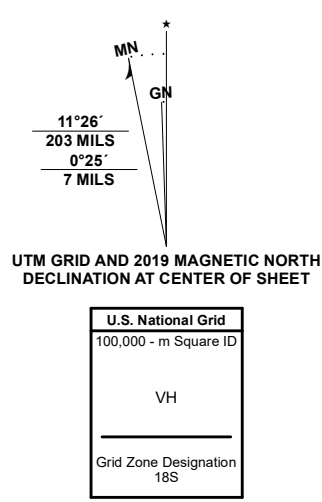 ★
MN
GN
11°26´
203 MILS
0°25´
7 MILS
UTM GRID AND 2019 MAGNETIC NORTH
DECLINATION AT CENTER OF SHEET
U.S. National Grid
100,000 - m Square ID
VH
Grid Zone Designation
18S